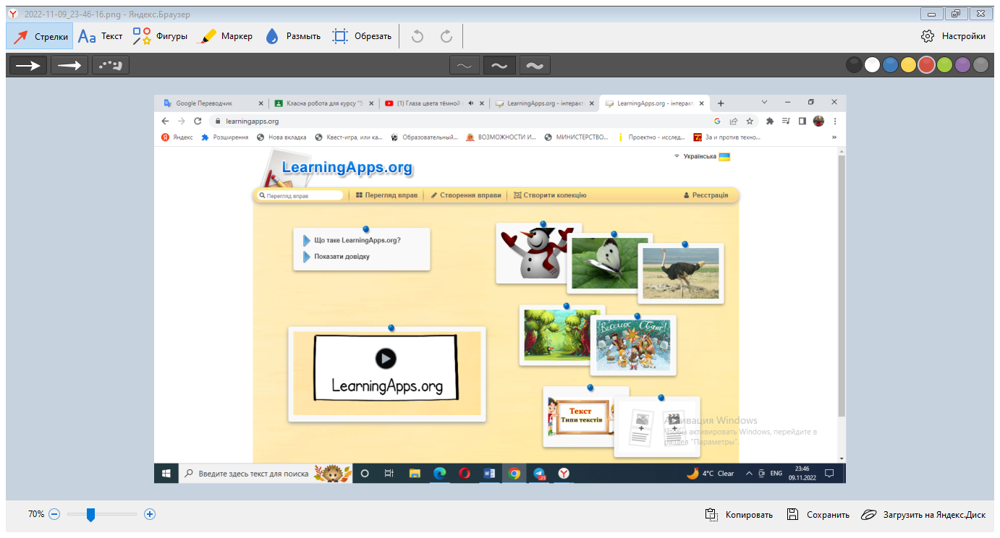 2022-11-09_23-46-16.png - Яндекс.Браузер
Стрелки Текст Фигуры Маркер Размыть Обрезать Настройки
Google Переводчик Класна робота для курсу "5 (1) Глаза цвета тёмной LearningApps.org - інтеракт LearningApps.org - інтеракт
learningapps.org
Яндекс Розширення Нова вкладка Квест-игра, или ка... Образовательный... ВОЗМОЖНОСТИ И... МИНИСТЕРСТВО... Проектно - исслед... За и против техно...
Українська
LearningApps.org
Перегляд вправ Перегляд вправ Створення вправи Створити колекцію Реєстрація
Що таке LearningApps.org?
Показати довідку
Веселих Свят!
LearningApps.org
Текст
Типи текстів
Активация Windows
Чтобы активировать Windows, перейдите в
раздел "Параметры".
Введите здесь текст для поиска 4°C Clear ENG 23:46
09.11.2022
70% Копировать Сохранить Загрузить на Яндекс.Диск